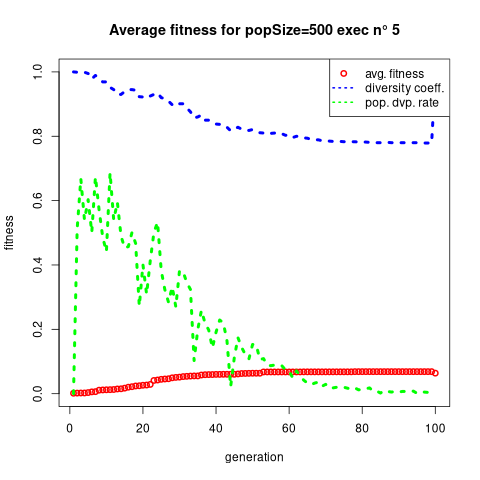 Average fitness for popSize=500 exec n° 5
avg. fitness
diversity coeff.
pop. dvp. rate
fitness
1.0
0.8
0.6
0.4
0.2
0.0
0 20 40 60 80 100
generation